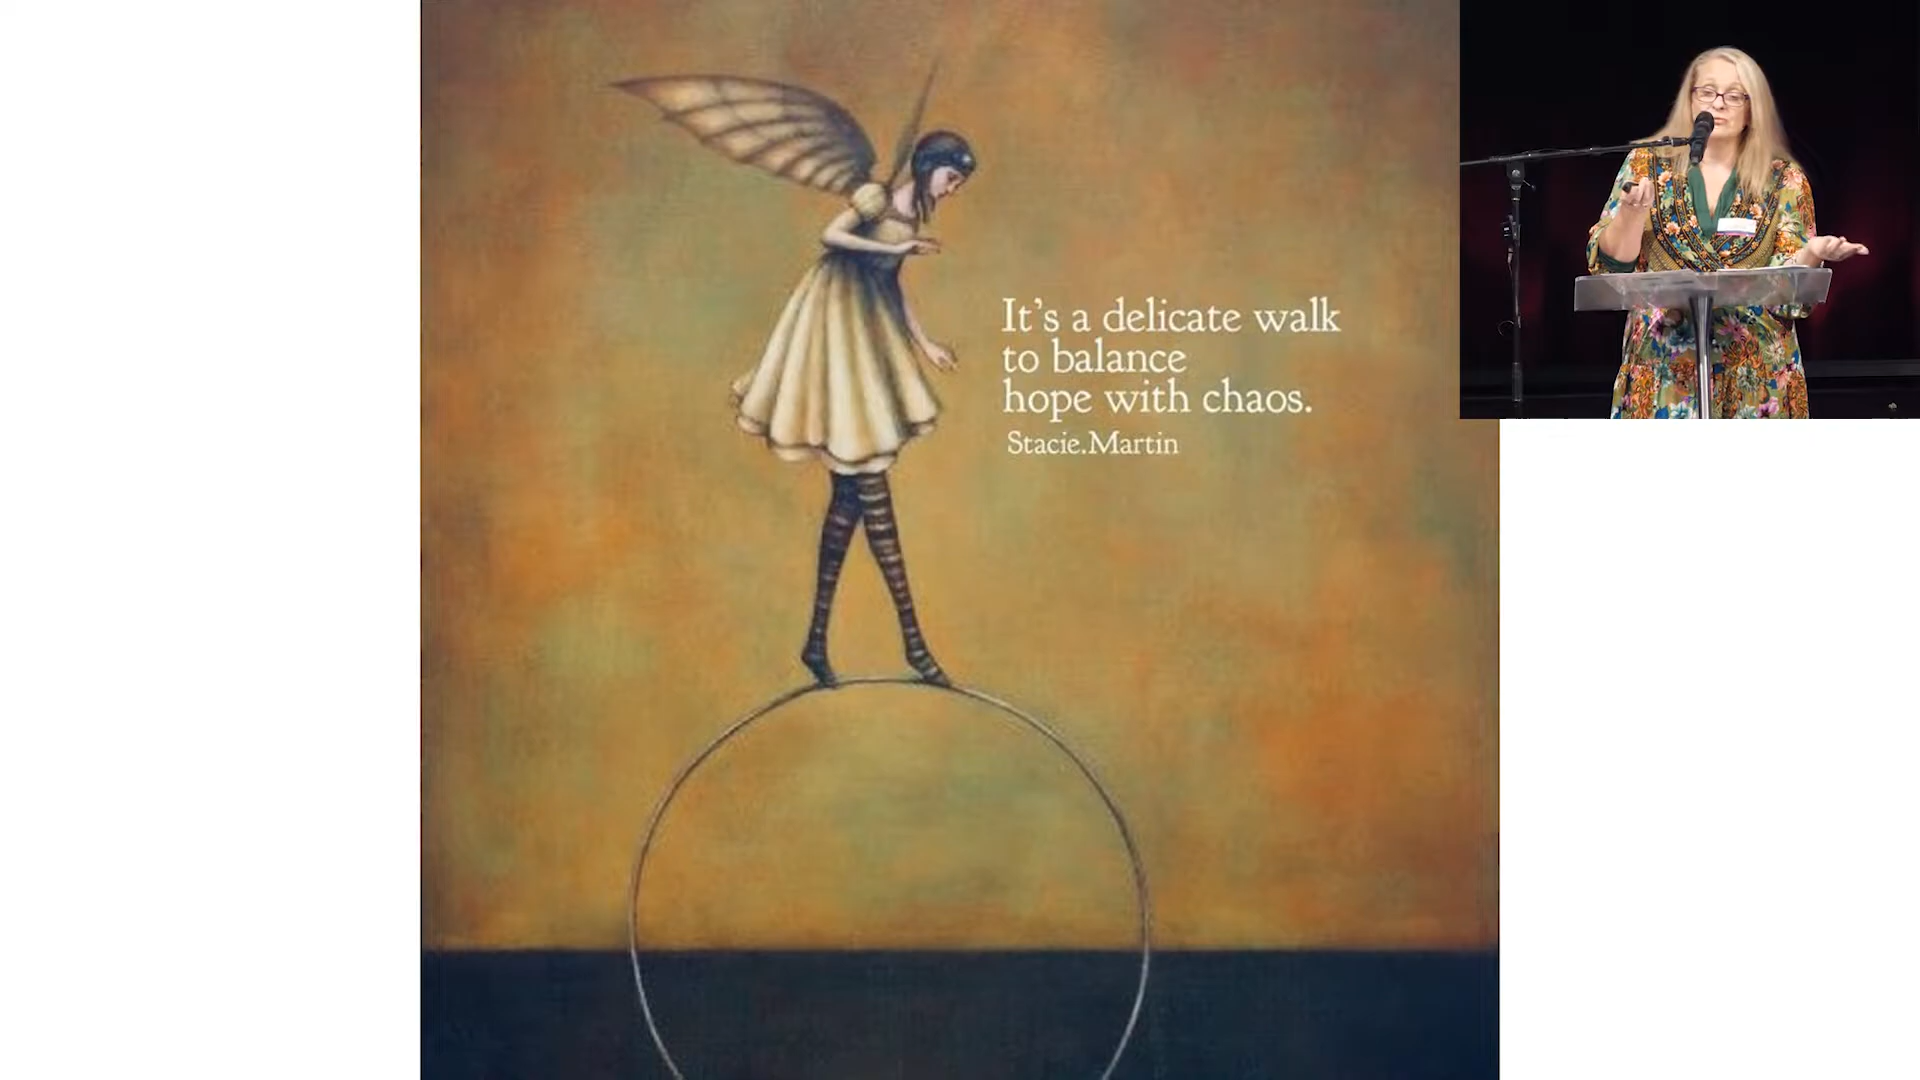 It's a delicate walk
to balance
hope with chaos.
Stacie.Martin